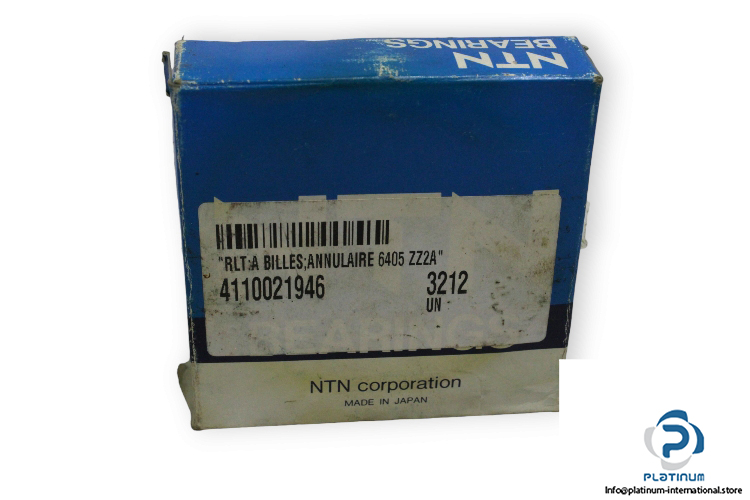 NTN
BEARINGS
"RLT:A BILLES;ANNULAIRE 6405 ZZ2A"
4110021946 3212
UN
BEARINGS
NTN corporation
MADE IN JAPAN
PLATINUM
Info@platinum-international.store